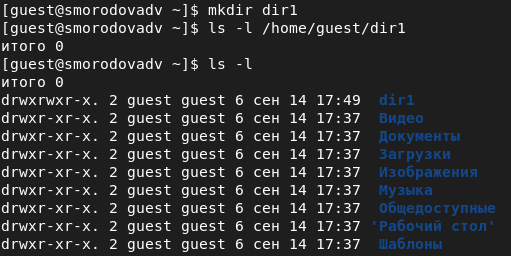 [guest@smorodovadv ~]$ mkdir dir1
[guest@smorodovadv ~]$ ls -l /home/guest/dir1
итого 0
[guest@smorodovadv ~]$ ls -l
итого 0
drwxrwxr-x. 2 guest guest 6 сен 14 17:49  dir1
drwxr-xr-x. 2 guest guest 6 сен 14 17:37  Видео
drwxr-xr-x. 2 guest guest 6 сен 14 17:37  Документы
drwxr-xr-x. 2 guest guest 6 сен 14 17:37  Загрузки
drwxr-xr-x. 2 guest guest 6 сен 14 17:37  Изображения
drwxr-xr-x. 2 guest guest 6 сен 14 17:37  Музыка
drwxr-xr-x. 2 guest guest 6 сен 14 17:37  Общедоступные
drwxr-xr-x. 2 guest guest 6 сен 14 17:37 'Рабочий стол'
drwxr-xr-x. 2 guest guest 6 сен 14 17:37  Шаблоны